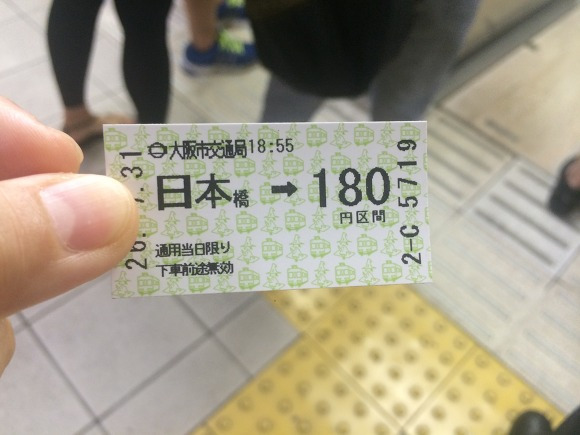 大阪市交通局18:55
日本橋 → 180
円区間
通用当日限り
下車前途無効
2-C 5719